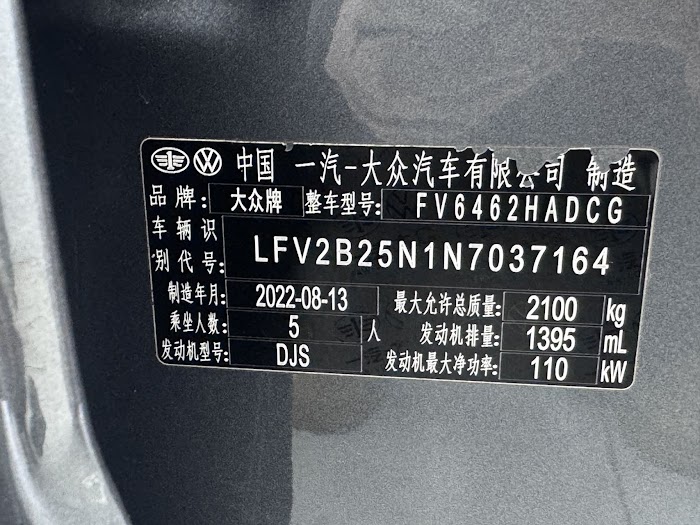 中国 一汽-大众汽车有限公司 制造
品牌: 大众牌 整车型号: FV6462HADCG
车辆识别代号: LFV2B25N1N7037164
制造年月: 2022-08-13 最大允许总质量: 2100 kg
乘坐人数: 5 人 发动机排量: 1395 mL
发动机型号: DJS 发动机最大净功率: 110 kW